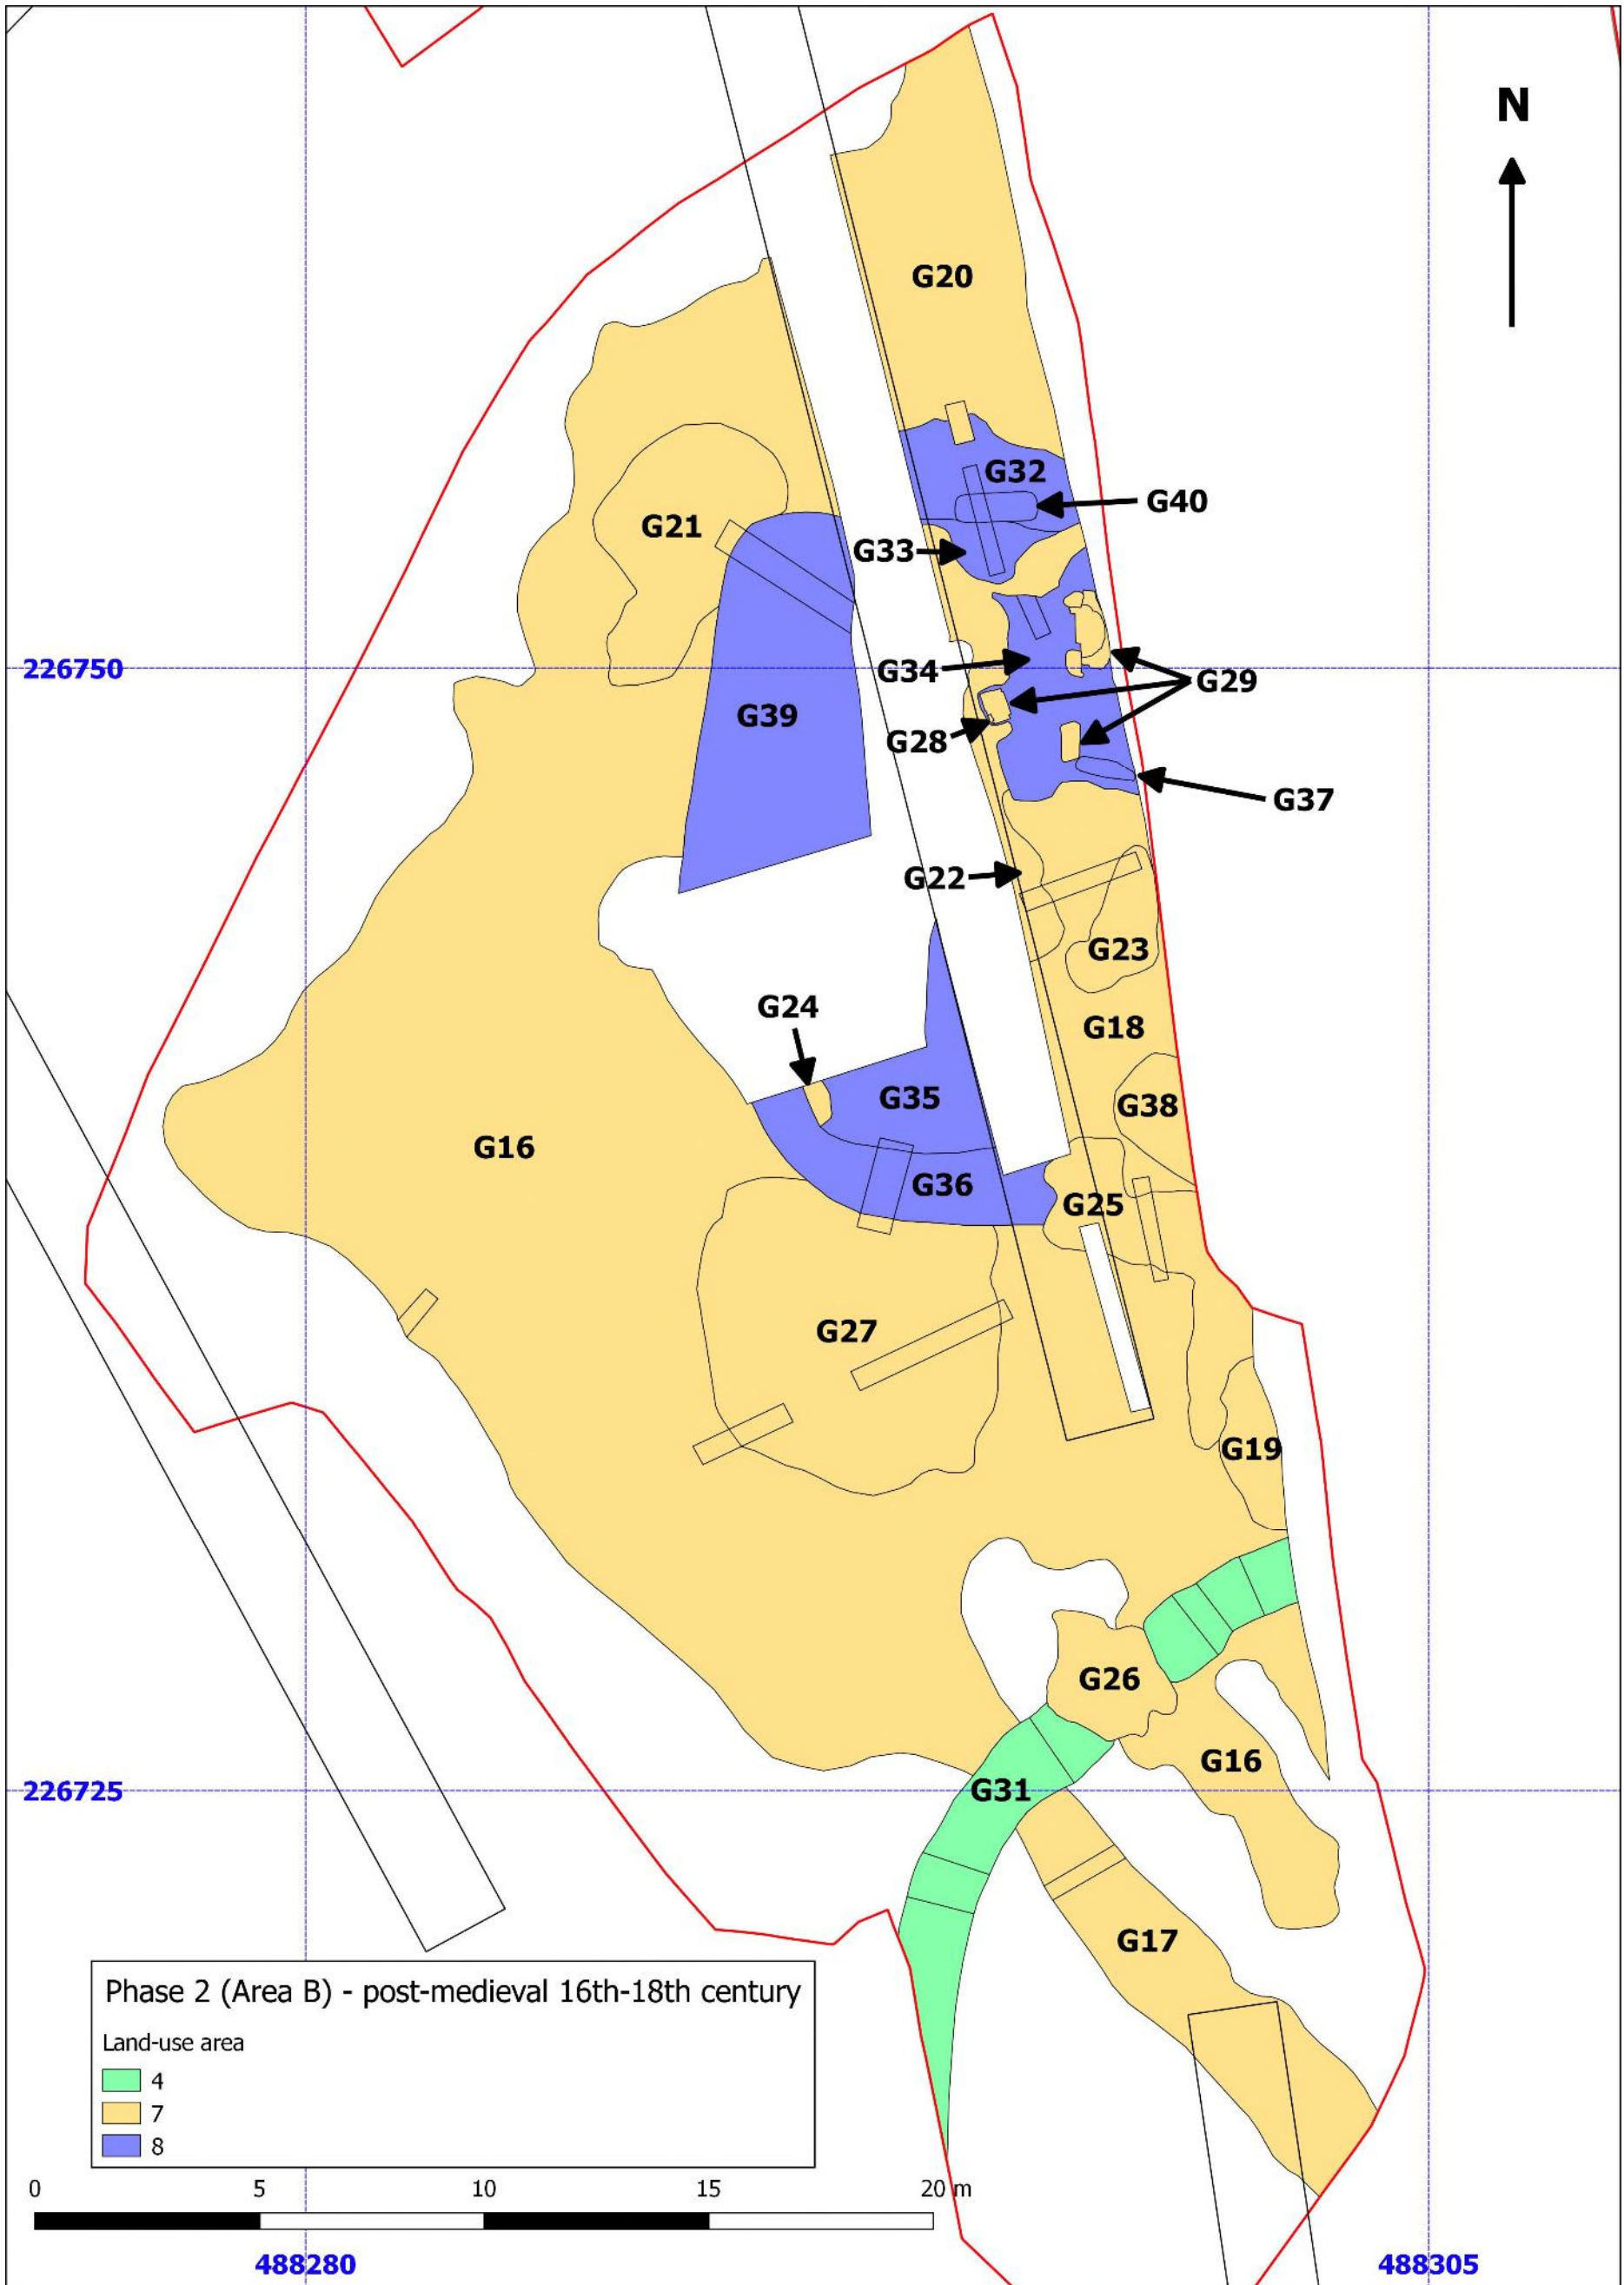 N
G20
G32
G40
G21
G33
226750
G34
G29
G39
G28
G37
G22
G23
G24
G18
G35
G38
G16
G36
G25
G27
G19
G26
G16
226725
G31
G17
Phase 2 (Area B) - post-medieval 16th-18th century
Land-use area
4
7
8
0 5 10 15 20 m
488280 488305